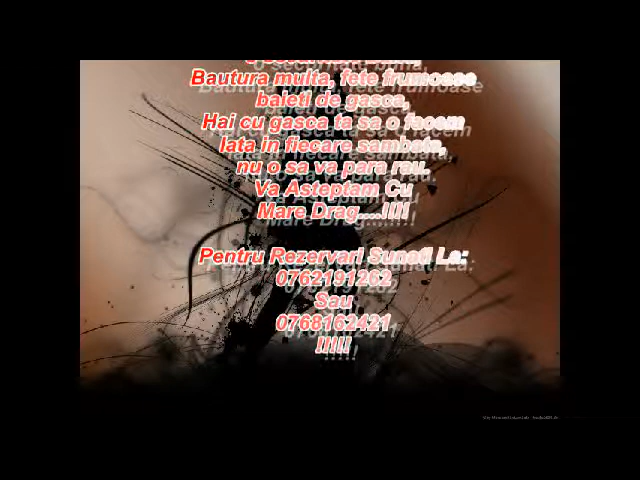 Bautura multa, fete frumoase
baieti de gasca,
Hai cu gasca ta sa o facem
lata in fiecare sambata,
nu o sa va para rau.
Va Asteptam Cu
Mare Drag....!!!!
Pentru Rezervari Sunati La:
0762191262
Sau
0768162421
!!!!!